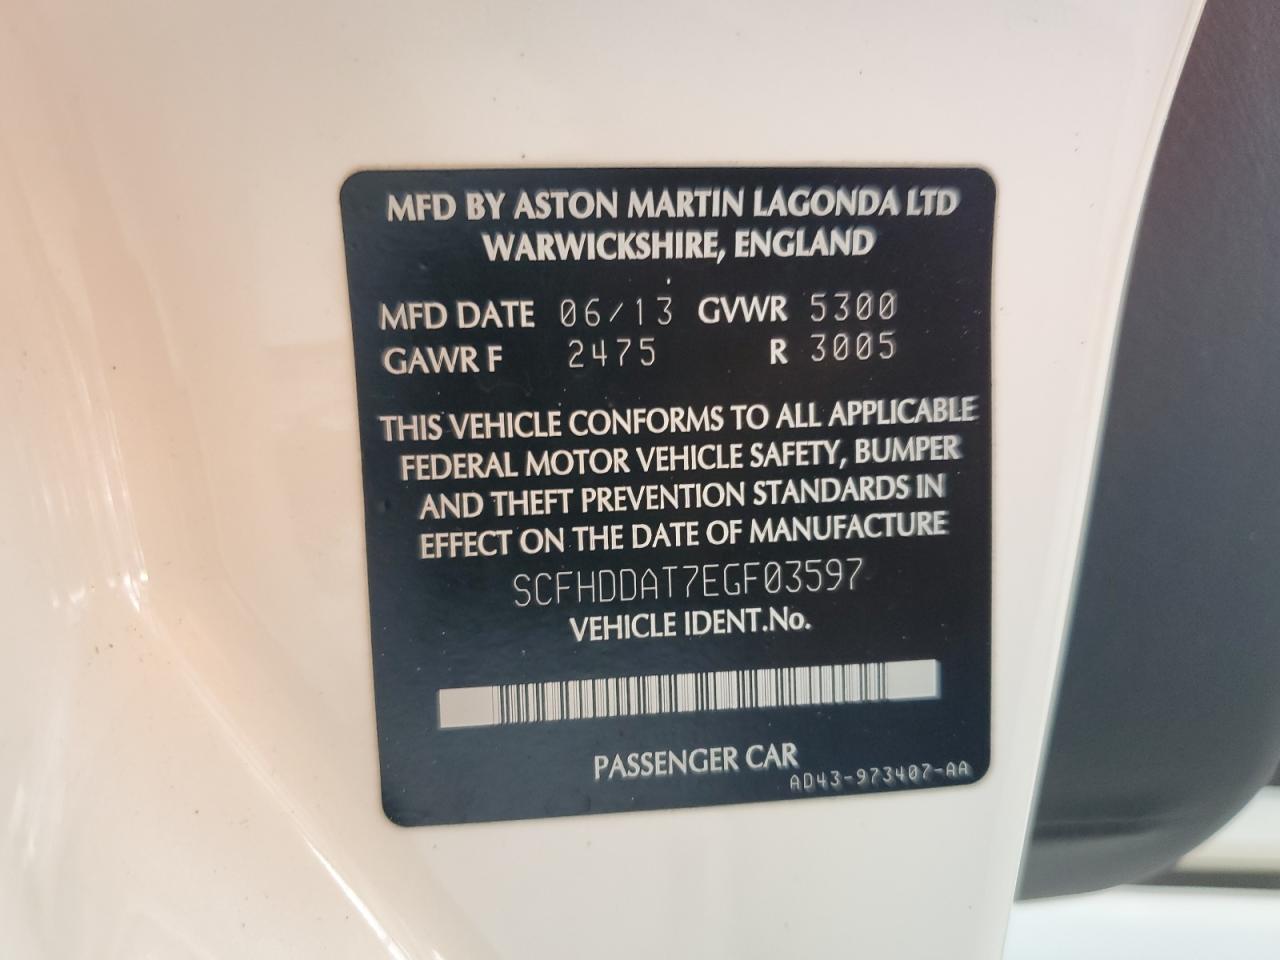 MFD BY ASTON MARTIN LAGONDA LTD
WARWICKSHIRE, ENGLAND
MFD DATE 06/13 GVWR 5300
GAWR F 2475 R 3005
THIS VEHICLE CONFORMS TO ALL APPLICABLE
FEDERAL MOTOR VEHICLE SAFETY, BUMPER
AND THEFT PREVENTION STANDARDS IN
EFFECT ON THE DATE OF MANUFACTURE
SCFHDDAT7EGF03597
VEHICLE IDENT.No.
PASSENGER CAR
AD43-973407-AA